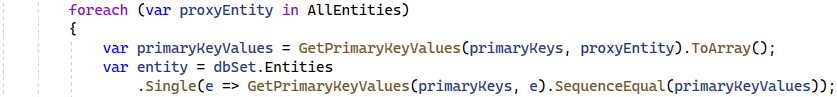 foreach (var proxyEntity in AllEntities)
{
var primaryKeyValues = GetPrimaryKeyValues(primaryKeys, proxyEntity).ToArray();
var entity = dbSet.Entities
.Single(e => GetPrimaryKeyValues(primaryKeys, e).SequenceEqual(primaryKeyValues));